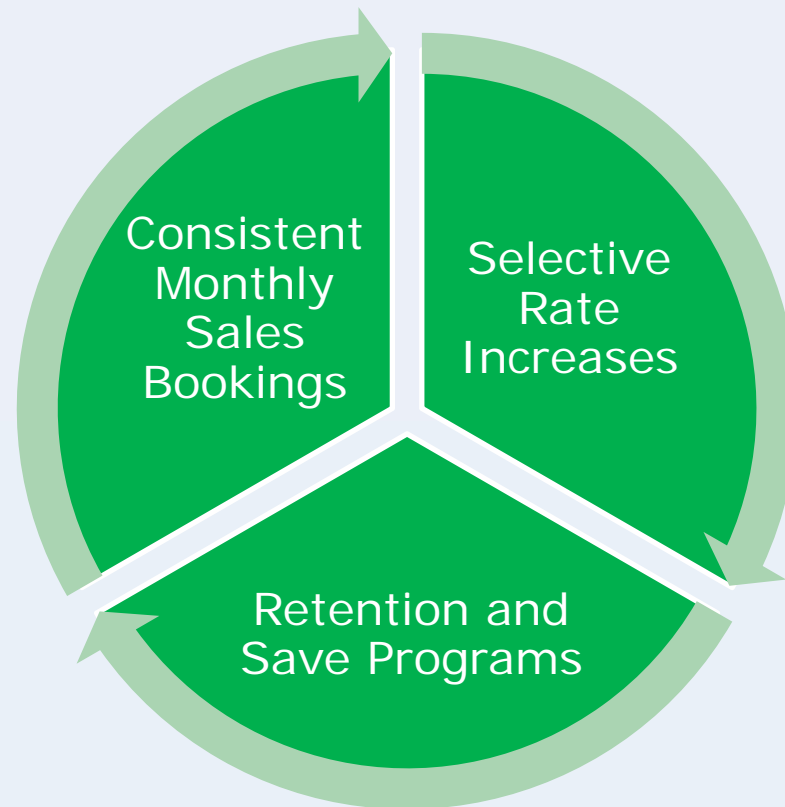 Consistent
Monthly
Sales
Bookings
Selective
Rate
Increases
Retention and
Save Programs